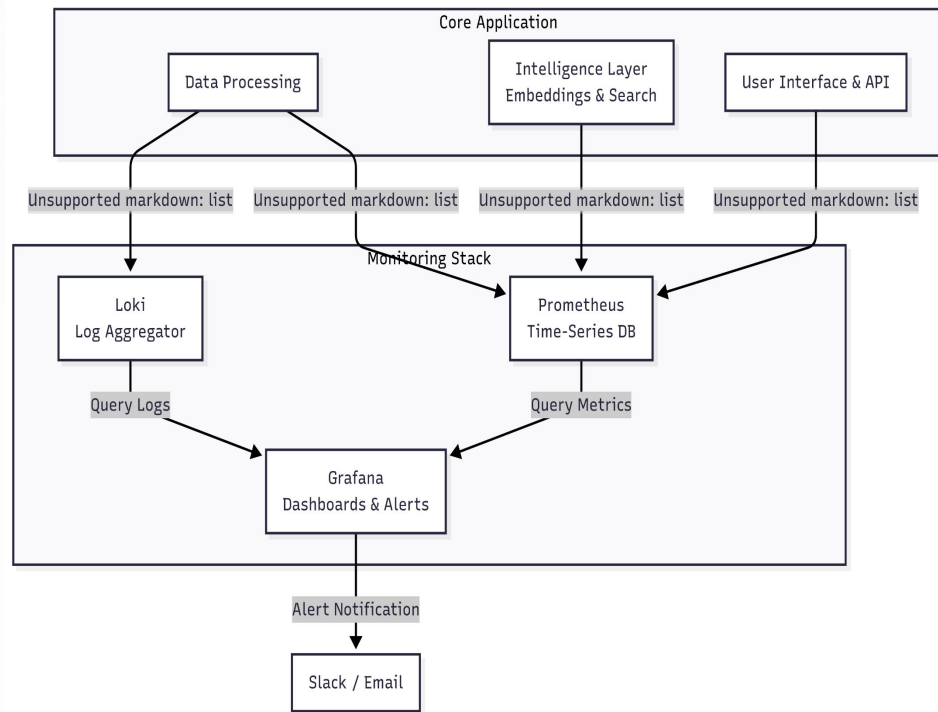 Core Application
Data Processing
Intelligence Layer
Embeddings & Search
User Interface & API
Unsupported markdown: list
Unsupported markdown: list
Unsupported markdown: list
Unsupported markdown: list
Monitoring Stack
Loki
Log Aggregator
Prometheus
Time-Series DB
Query Logs
Query Metrics
Grafana
Dashboards & Alerts
Alert Notification
Slack / Email